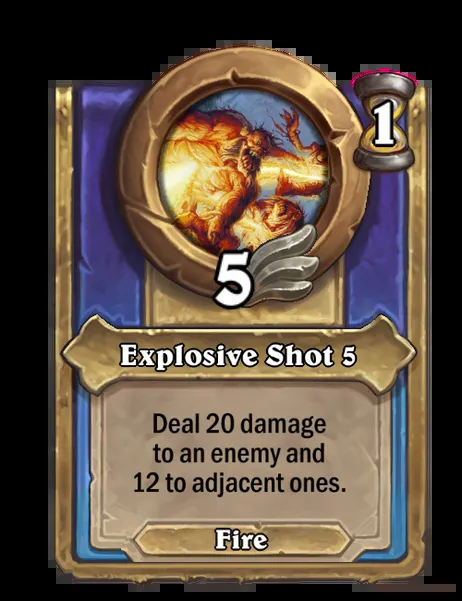 1
5
Explosive Shot 5
Deal 20 damage
to an enemy and
12 to adjacent ones.
Fire